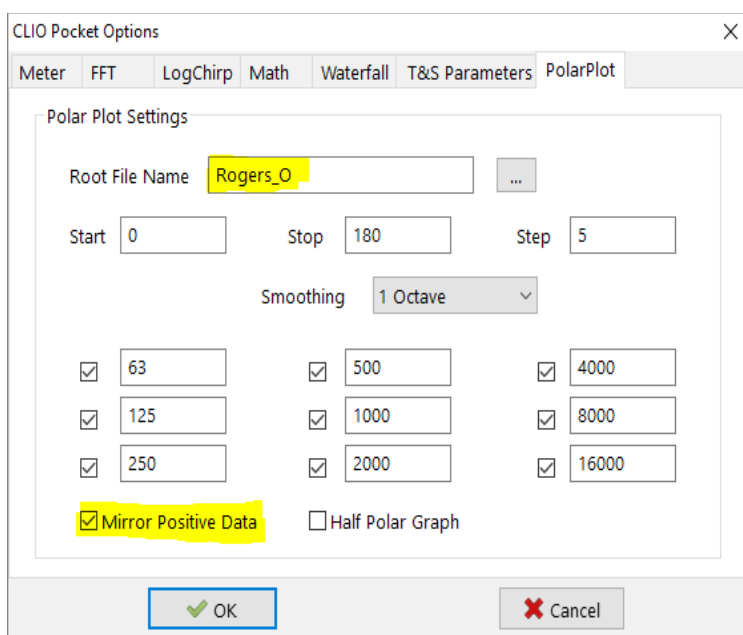 CLIO Pocket Options
Meter FFT LogChirp Math Waterfall T&S Parameters PolarPlot
Polar Plot Settings
Root File Name Rogers_O ...
Start 0 Stop 180 Step 5
Smoothing 1 Octave
63 500 4000
125 1000 8000
250 2000 16000
Mirror Positive Data Half Polar Graph
OK Cancel